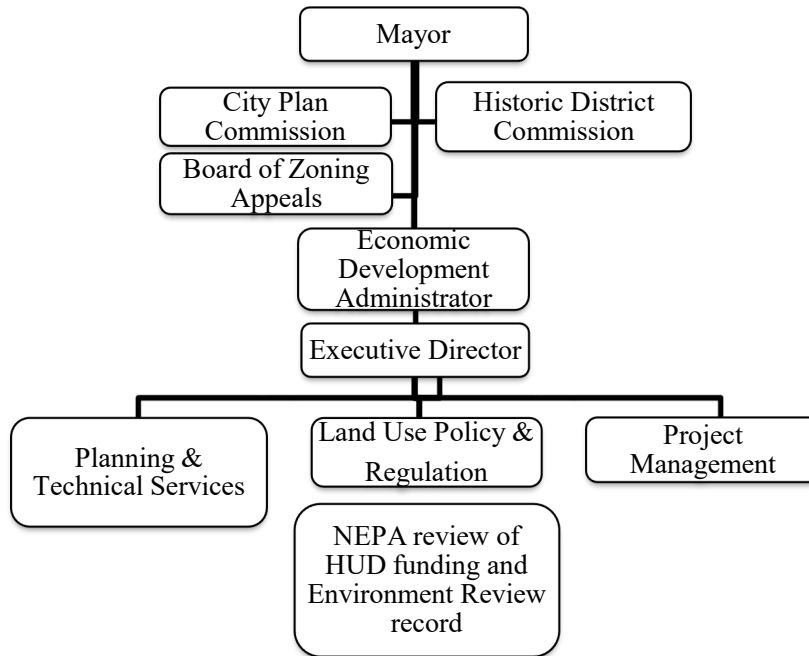 Mayor
City Plan
Commission
Historic District
Commission
Board of Zoning
Appeals
Economic
Development
Administrator
Executive Director
Planning &
Technical Services
Land Use Policy &
Regulation
Project
Management
NEPA review of
HUD funding and
Environment Review
record